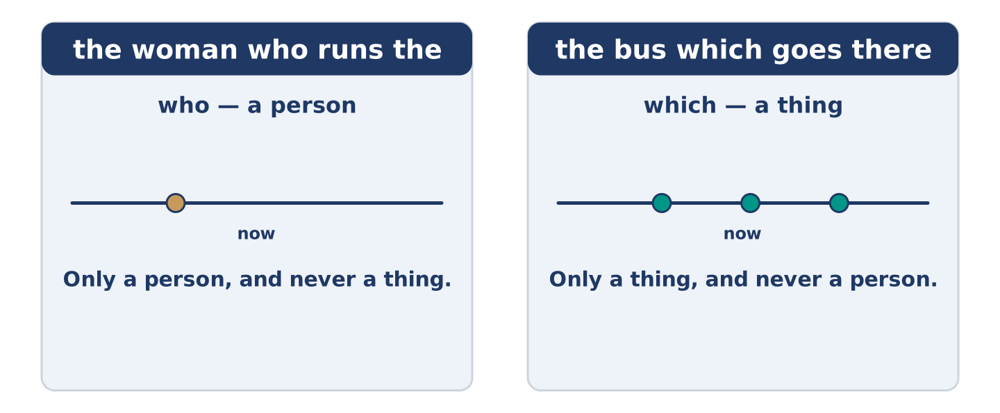 the woman who runs the
who — a person
now
Only a person, and never a thing.
the bus which goes there
which — a thing
now
Only a thing, and never a person.